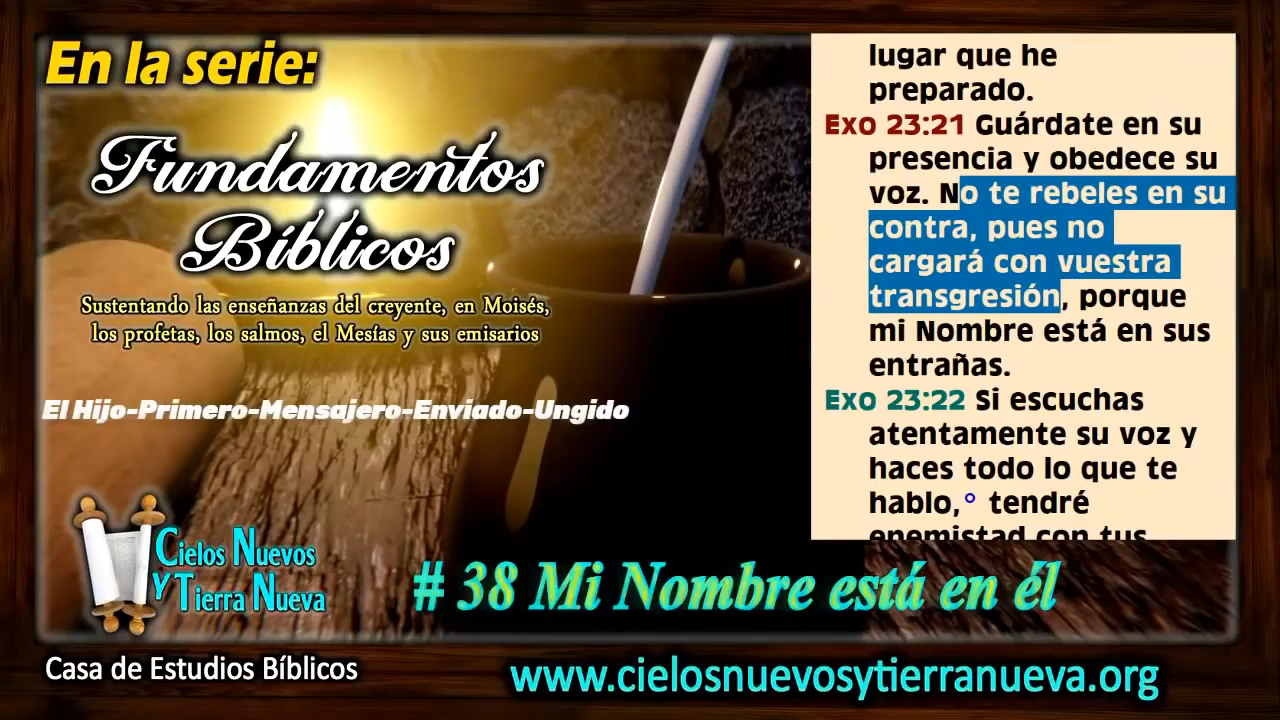 En la serie:
Fundamentos
Bíblicos
Sustentando las enseñanzas del creyente, en Moisés,
los profetas, los salmos, el Mesías y sus emisarios
El Hijo-Primero-Mensajero-Enviado-Ungido
Cielos Nuevos
Y Tierra Nueva
Casa de Estudios Bíblicos
# 38 Mi Nombre está en él
www.cielosnuevosytierranueva.org
lugar que he
preparado.
Exo 23:21 Guárdate en su
presencia y obedece su
voz. No te rebeles en su
contra, pues no
cargará con vuestra
transgresión, porque
mi Nombre está en sus
entrañas.
Exo 23:22 Si escuchas
atentamente su voz y
haces todo lo que te
hablo,° tendré
enemistad con tus